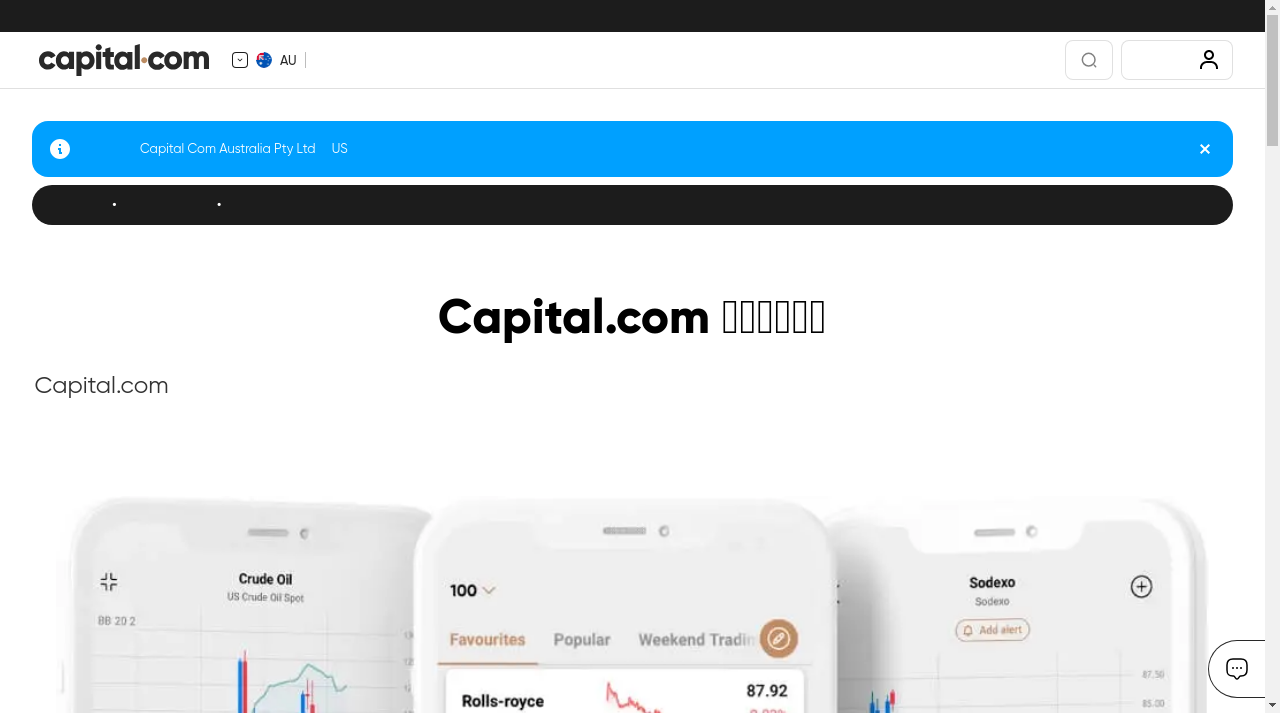 capital.com
AU
Capital Com Australia Pty Ltd US
Capital.com
Capital.com
Crude Oil
US Crude Oil Spot
BB 20 2
100
Favourites Popular Weekend Tradin
Rolls-royce 87.92
Sodexo
Sodexo
Add alert
87.50
85.00